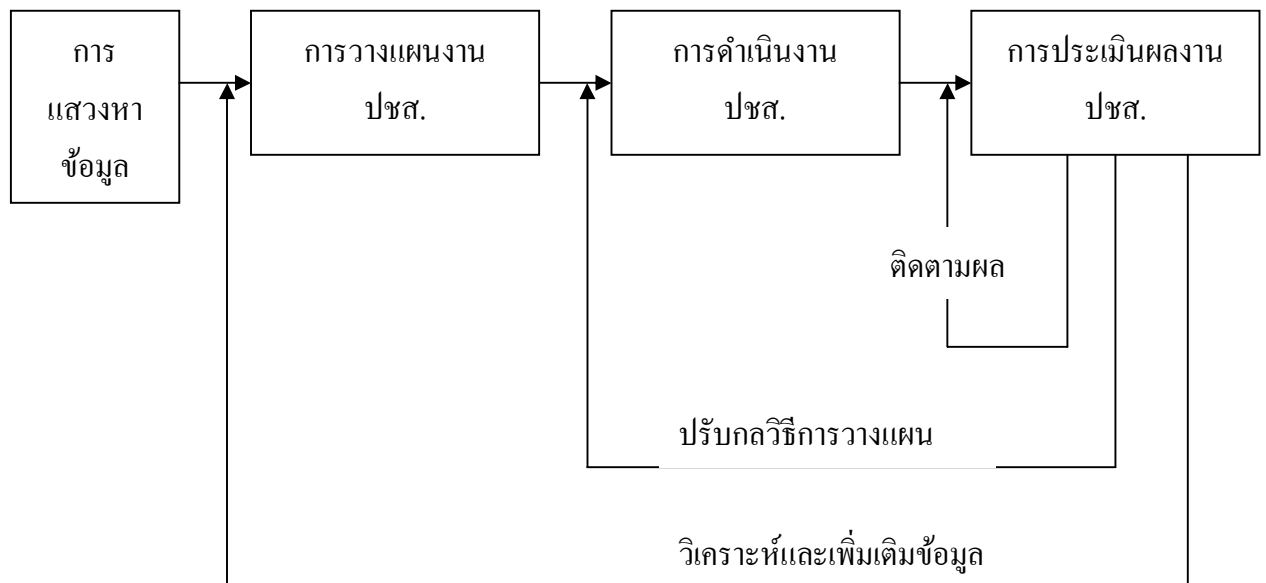 การ
แสวงหา
ข้อมูล
การวางแผนงาน
ปชส.
การดำเนินงาน
ปชส.
การประเมินผลงาน
ปชส.
ติดตามผล
ปรับกลวิธีการวางแผน
วิเคราะห์และเพิ่มเติมข้อมูล